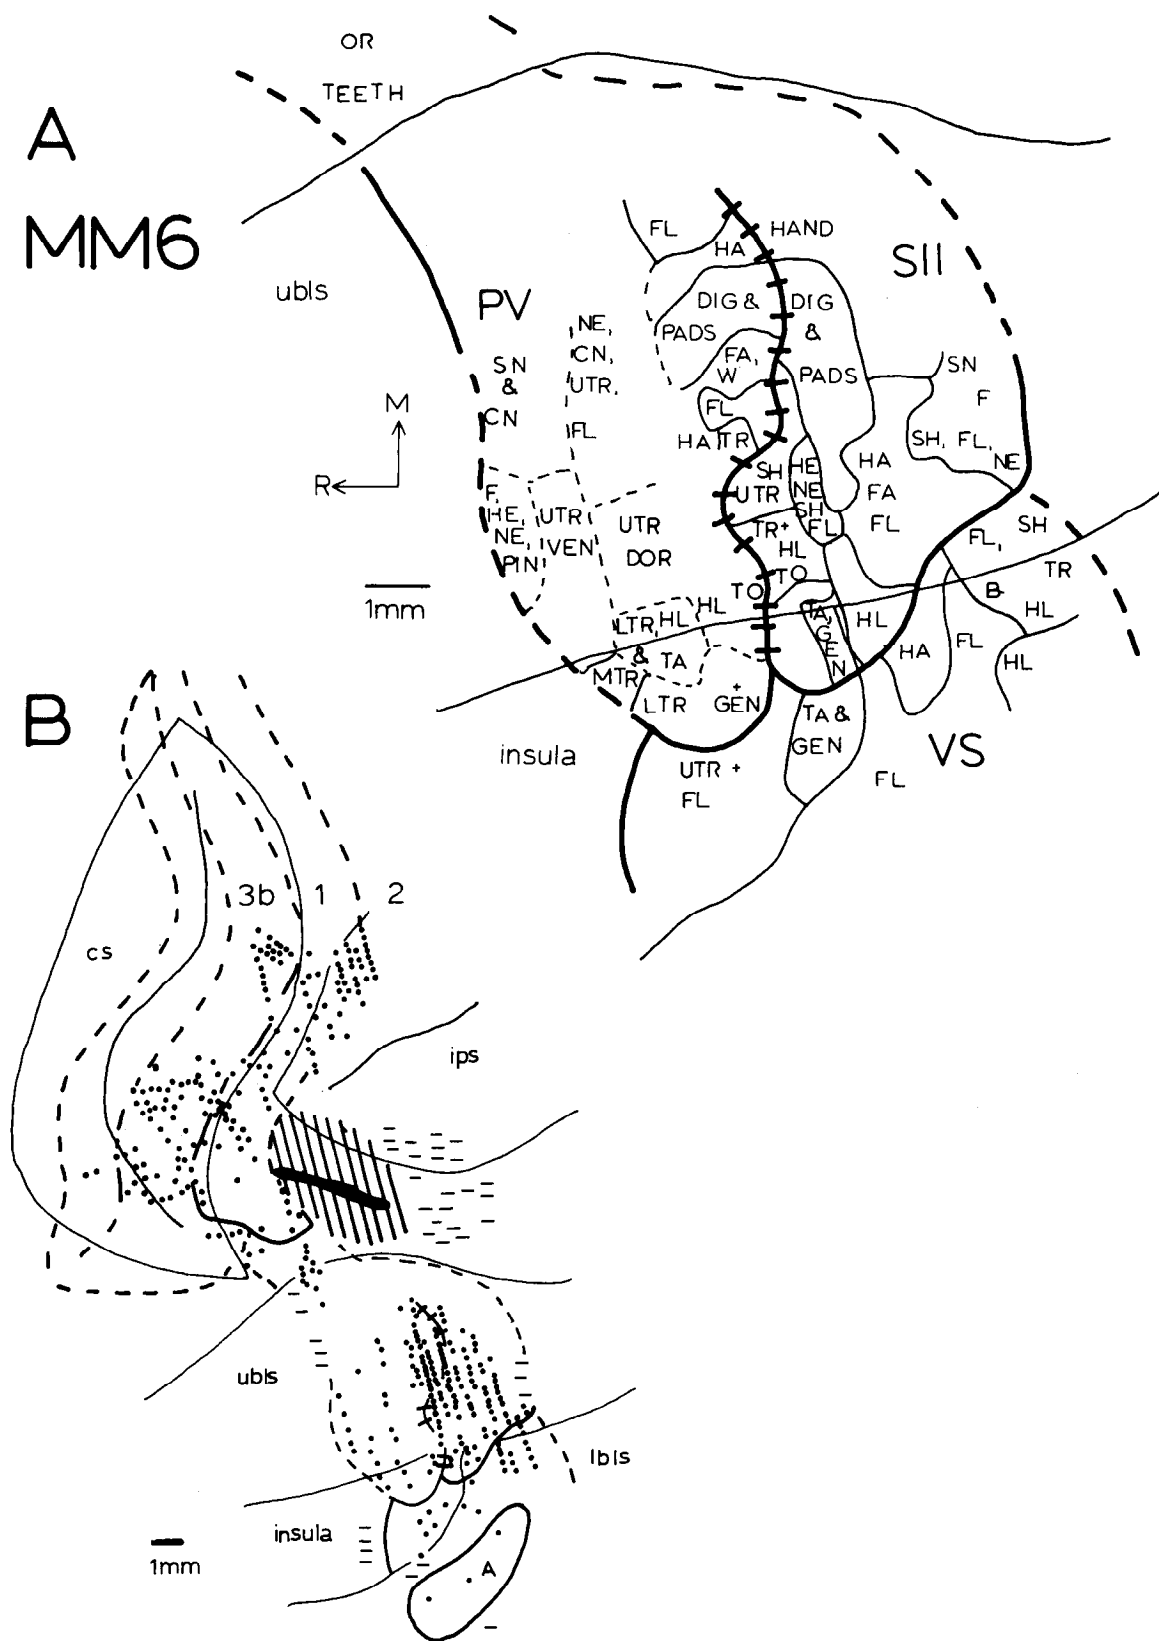 OR
TEETH
A
MM6
ubls
PV
SII
FL
HA
HAND
DIG &
PADS
DIG
&
PADS
FA,
W
FL
HA
TR
SN
&
CN
NE,
CN,
UTR,
FL
M
R
SN
F
SH, FL,
NE
SH
UTR
HE
NE
SH
FL
HA
FA
FL
F,
HE,
NE,
PIN
UTR
VEN
UTR
DOR
TR+
HL
TO
TO
FL,
SH
TR
B
HL
1mm
LTR,
HL
HL
&
TA
MTR
LTR
+
GEN
TA,
G
E
N
HL
HA
FL
HL
TA &
GEN
VS
insula
UTR +
FL
FL
B
3b
1
2
cs
ips
ubls
lbls
insula
A
1mm